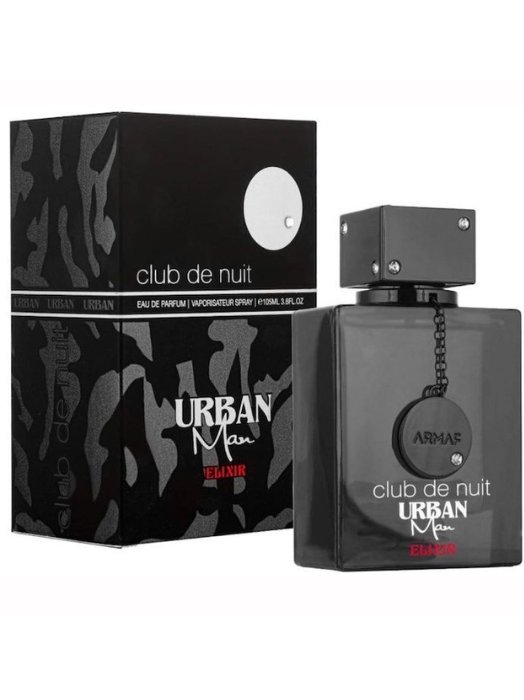 club de nuit
EAU DE PARFUM | VAPORISATEUR SPRAY | ℮105ML 3.6FL.OZ
URBAN URBAN URBAN
club de nuit
URBAN
Man
ELIXIR
ARMAF
club de nuit
URBAN
Man
ELIXIR